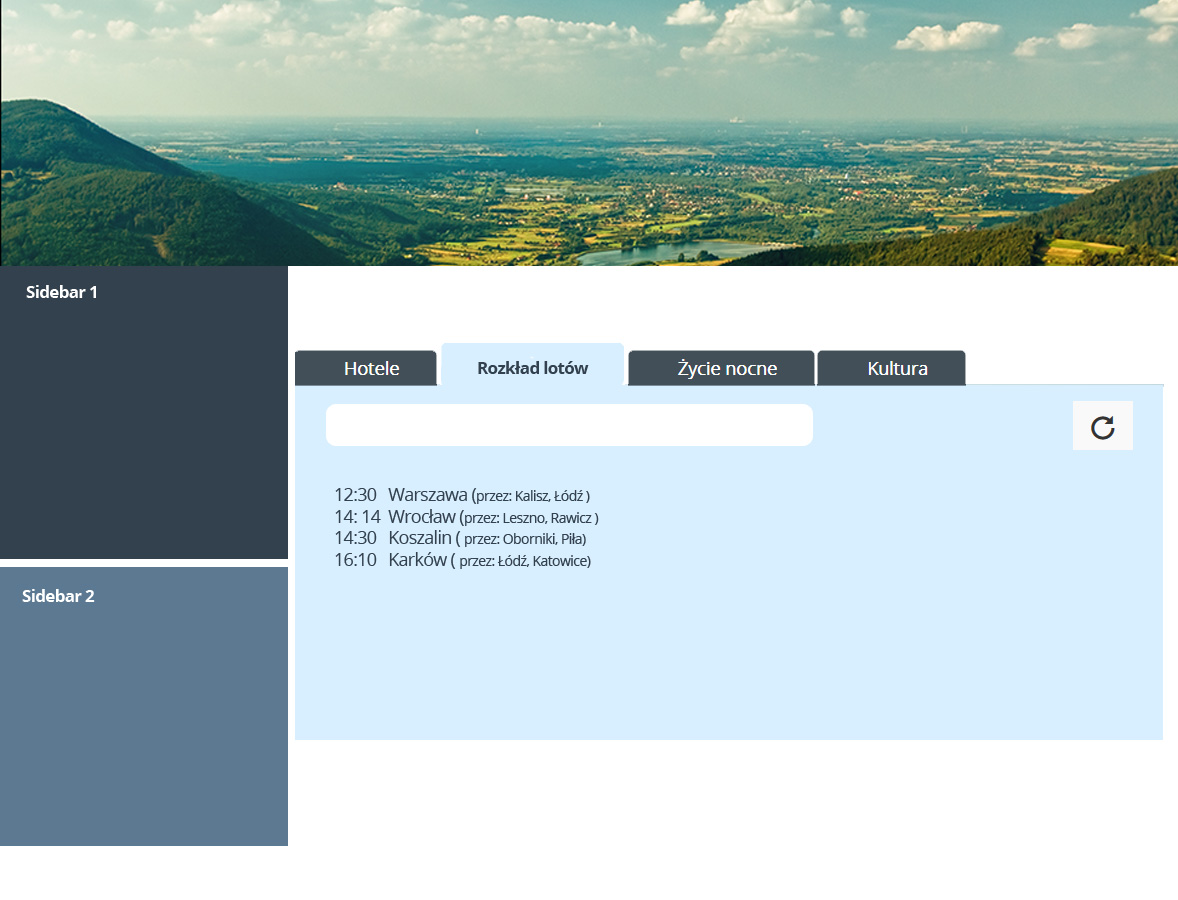 Sidebar 1
Hotele
Rozkład lotów
Życie nocne
Kultura
12:30 Warszawa (przez: Kalisz, Łódź )
14: 14 Wrocław (przez: Leszno, Rawicz )
14:30 Koszalin ( przez: Oborniki, Piła)
16:10 Karków ( przez: Łódź, Katowice)
Sidebar 2